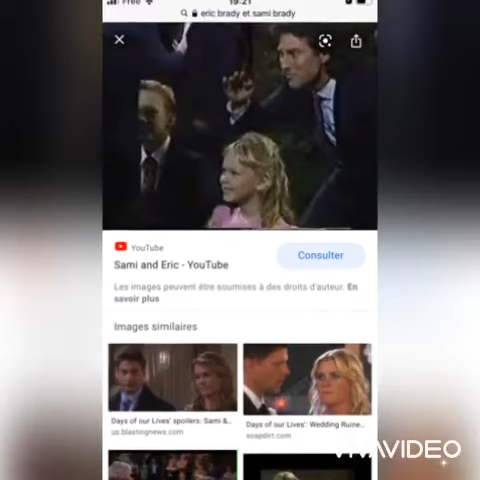 Free
19:21
eric brady et sami brady
YouTube
Sami and Eric - YouTube
Consulter
Les images peuvent être soumises à des droits d'auteur. En
savoir plus
Images similaires
Days of our Lives' spoilers: Sami &..
us.blastingnews.com
Days of our Lives': Wedding Ruine..
soapdirt.com
VIVAVIDEO